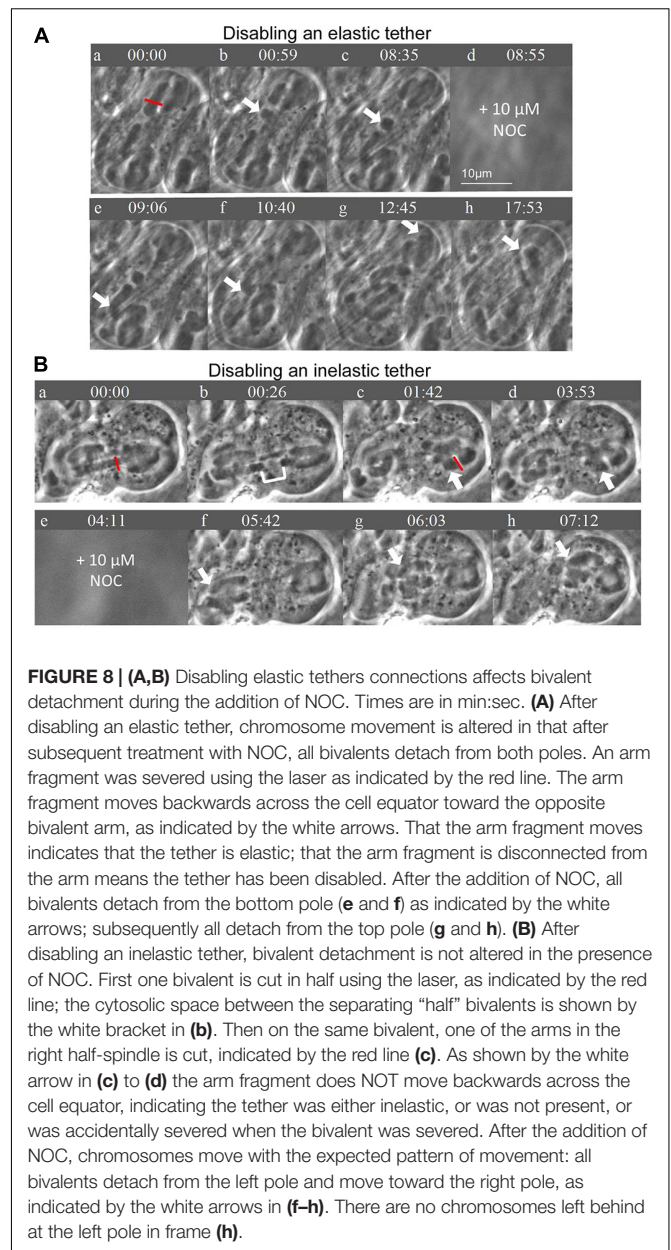 A
Disabling an elastic tether
a 00:00 b 00:59 c 08:35 d 08:55
+ 10 µM
NOC
10µm
e 09:06 f 10:40 g 12:45 h 17:53
B
Disabling an inelastic tether
a 00:00 b 00:26 c 01:42 d 03:53
e 04:11 f 05:42 g 06:03 h 07:12
+ 10 µM
NOC
FIGURE 8 | (A,B) Disabling elastic tethers connections affects bivalent
detachment during the addition of NOC. Times are in min:sec. (A) After
disabling an elastic tether, chromosome movement is altered in that after
subsequent treatment with NOC, all bivalents detach from both poles. An arm
fragment was severed using the laser as indicated by the red line. The arm
fragment moves backwards across the cell equator toward the opposite
bivalent arm, as indicated by the white arrows. That the arm fragment moves
indicates that the tether is elastic; that the arm fragment is disconnected from
the arm means the tether has been disabled. After the addition of NOC, all
bivalents detach from the bottom pole (e and f) as indicated by the white
arrows; subsequently all detach from the top pole (g and h). (B) After
disabling an inelastic tether, bivalent detachment is not altered in the presence
of NOC. First one bivalent is cut in half using the laser, as indicated by the red
line; the cytosolic space between the separating “half” bivalents is shown by
the white bracket in (b). Then on the same bivalent, one of the arms in the
right half-spindle is cut, indicated by the red line (c). As shown by the white
arrow in (c) to (d) the arm fragment does NOT move backwards across the
cell equator, indicating the tether was either inelastic, or was not present, or
was accidentally severed when the bivalent was severed. After the addition of
NOC, chromosomes move with the expected pattern of movement: all
bivalents detach from the left pole and move toward the right pole, as
indicated by the white arrows in (f–h). There are no chromosomes left behind
at the left pole in frame (h).